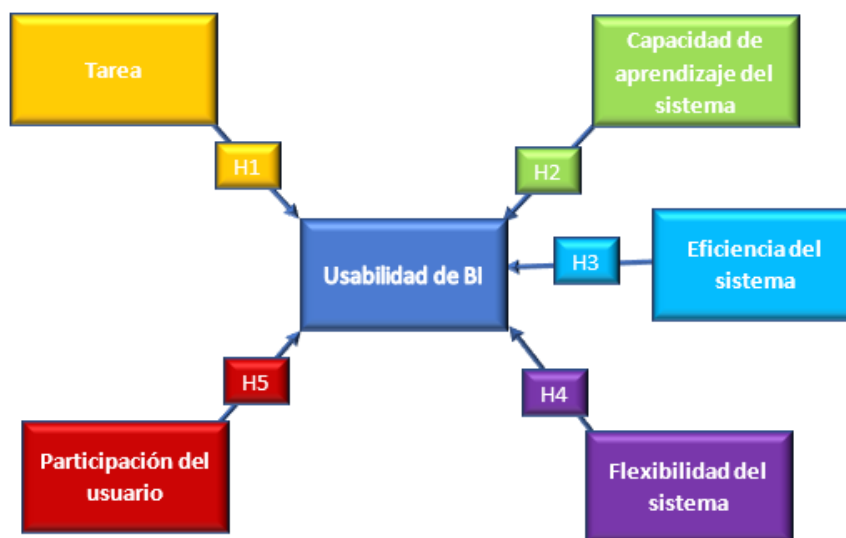 Tarea
Capacidad de
aprendizaje del
sistema
H1
H2
Usabilidad de BI
H3
Eficiencia del
sistema
H5
H4
Participación del
usuario
Flexibilidad del
sistema